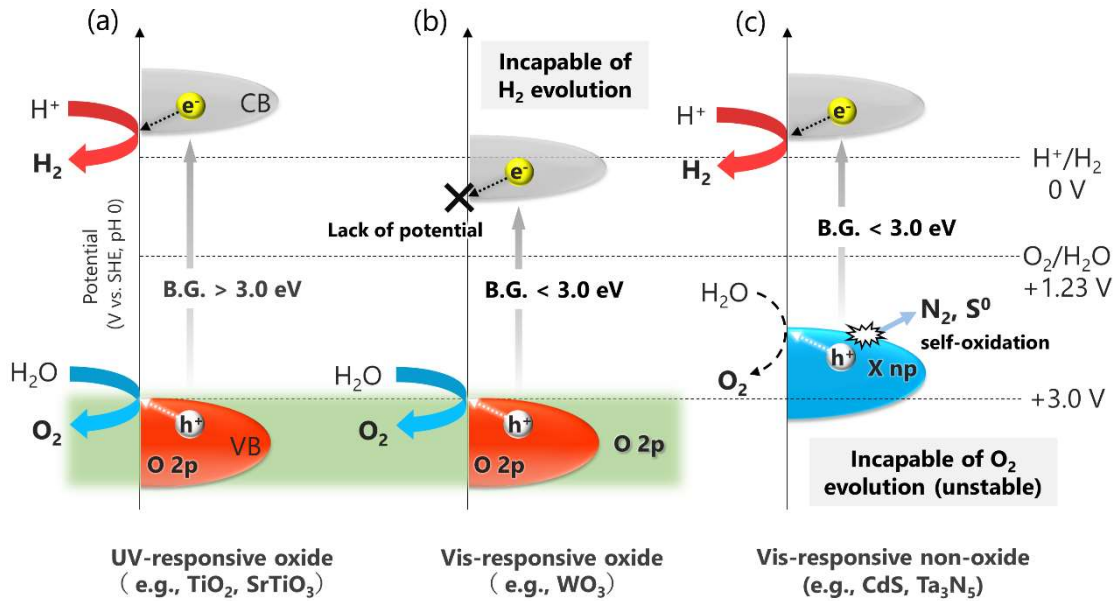 (a)
H⁺
H₂
e⁻
CB
Potential
(V vs. SHE, pH 0)
B.G. > 3.0 eV
H₂O
O₂
h⁺
VB
O 2p
UV-responsive oxide
( e.g., TiO₂, SrTiO₃)
(b)
Incapable of
H₂ evolution
e⁻
Lack of potential
B.G. < 3.0 eV
H₂O
O₂
h⁺
O 2p
O 2p
Vis-responsive oxide
( e.g., WO₃)
(c)
H⁺
H₂
e⁻
B.G. < 3.0 eV
H₂O
O₂
h⁺
X np
N₂, S⁰
self-oxidation
H⁺/H₂
0 V
O₂/H₂O
+1.23 V
+3.0 V
Incapable of O₂
evolution (unstable)
Vis-responsive non-oxide
(e.g., CdS, Ta₃N₅)